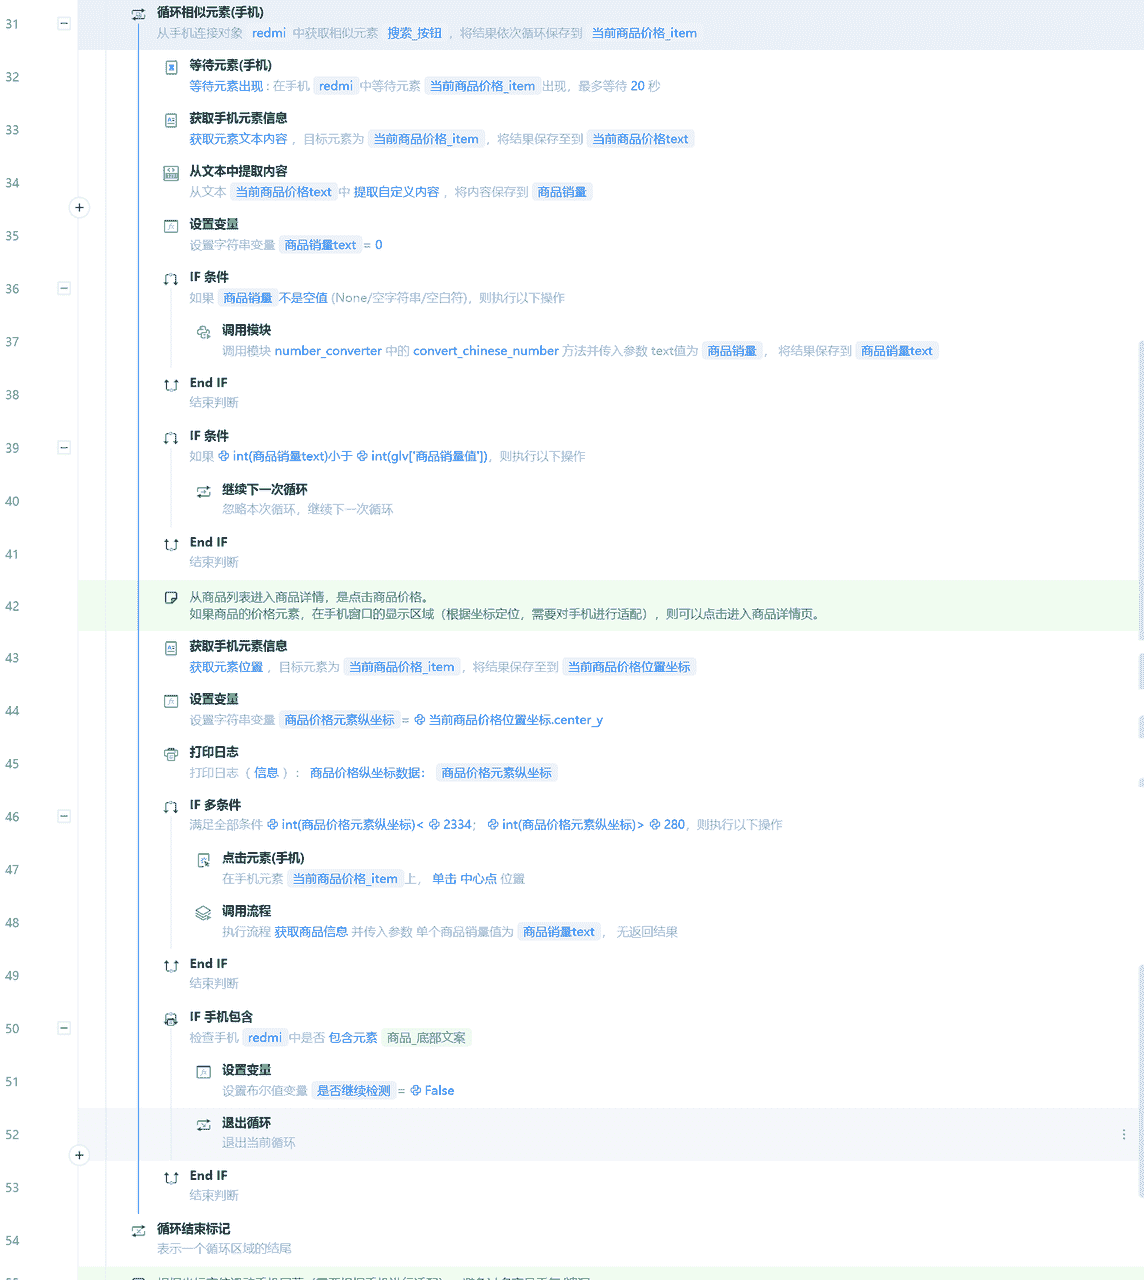 31 循环相似元素(手机)
从手机连接对象 redmi 中获取相似元素 搜索_按钮 ，将结果依次循环保存到 当前商品价格_item
32 等待元素(手机)
等待元素出现 : 在手机 redmi 中等待元素 当前商品价格_item 出现，最多等待 20 秒
33 获取手机元素信息
获取元素文本内容 ，目标元素为 当前商品价格_item ，将结果保存至到 当前商品价格text
34 从文本中提取内容
从文本 当前商品价格text 中 提取自定义内容 ，将内容保存到 商品销量
35 设置变量
设置字符串变量 商品销量text = 0
36 IF 条件
如果 商品销量 不是空值 (None/空字符串/空白符)，则执行以下操作
37 调用模块
调用模块 number_converter 中的 convert_chinese_number 方法并传入参数 text值为 商品销量 ， 将结果保存到 商品销量text
38 End IF
结束判断
39 IF 条件
如果 int(商品销量text)小于 int(glv['商品销量值'])，则执行以下操作
40 继续下一次循环
忽略本次循环，继续下一次循环
41 End IF
结束判断
42 从商品列表进入商品详情，是点击商品价格。
如果商品的价格元素，在手机窗口的显示区域（根据坐标定位，需要对手机进行适配），则可以点击进入商品详情页。
43 获取手机元素信息
获取元素位置 ，目标元素为 当前商品价格_item ，将结果保存至到 当前商品价格位置坐标
44 设置变量
设置字符串变量 商品价格元素纵坐标 = 当前商品价格位置坐标.center_y
45 打印日志
打印日志（ 信息 ）： 商品价格纵坐标数据： 商品价格元素纵坐标
46 IF 多条件
满足全部条件 int(商品价格元素纵坐标)< 2334； int(商品价格元素纵坐标)> 280，则执行以下操作
47 点击元素(手机)
在手机元素 当前商品价格_item 上， 单击 中心点 位置
48 调用流程
执行流程 获取商品信息 并传入参数 单个商品销量值为 商品销量text ， 无返回结果
49 End IF
结束判断
50 IF 手机包含
检查手机 redmi 中是否 包含元素 商品_底部文案
51 设置变量
设置布尔值变量 是否继续检测 = False
52 退出循环
退出当前循环
53 End IF
结束判断
54 循环结束标记
表示一个循环区域的结尾